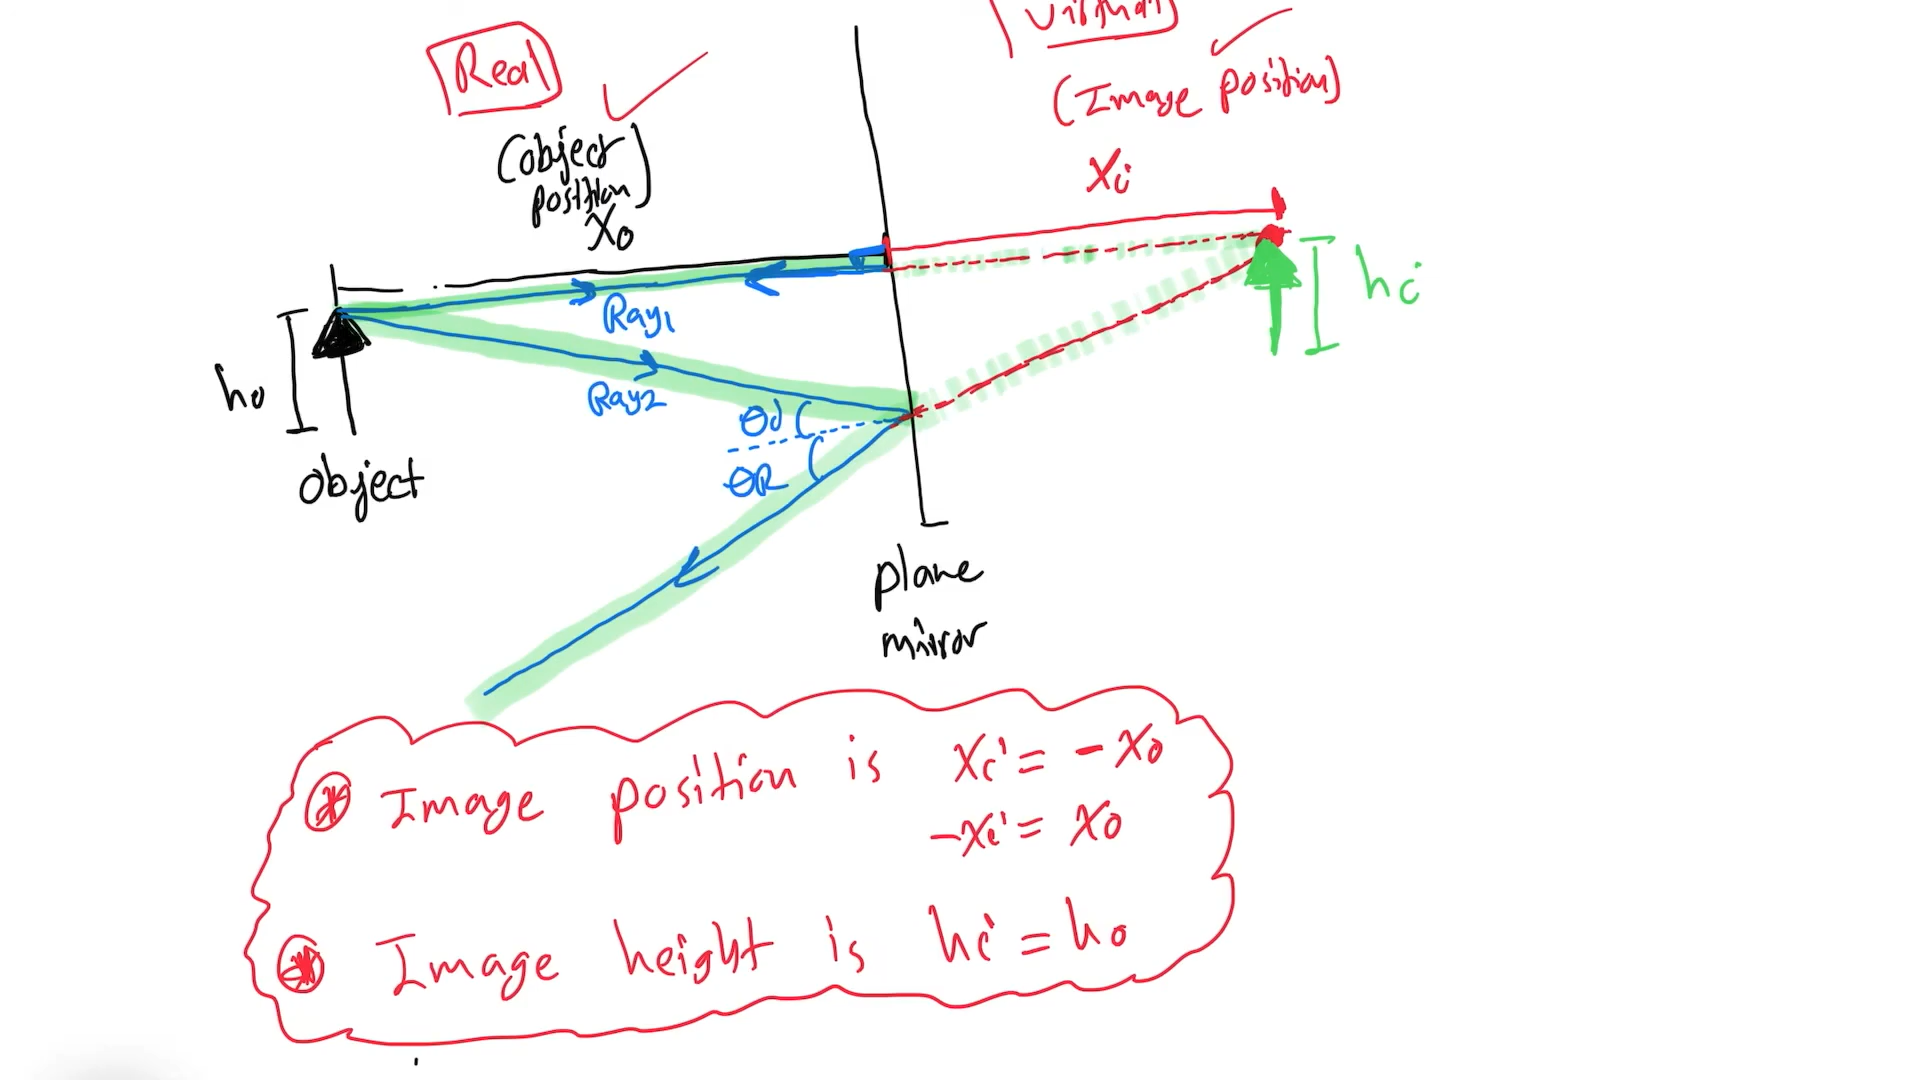 Real
(object
position)
Xo
Virtual
(Image position)
Xi
Ray1
Ray2
ho
hi
θi
θR
object
plane
mirror
* Image position is Xi = - Xo
-Xi = Xo
* Image height is hi = ho